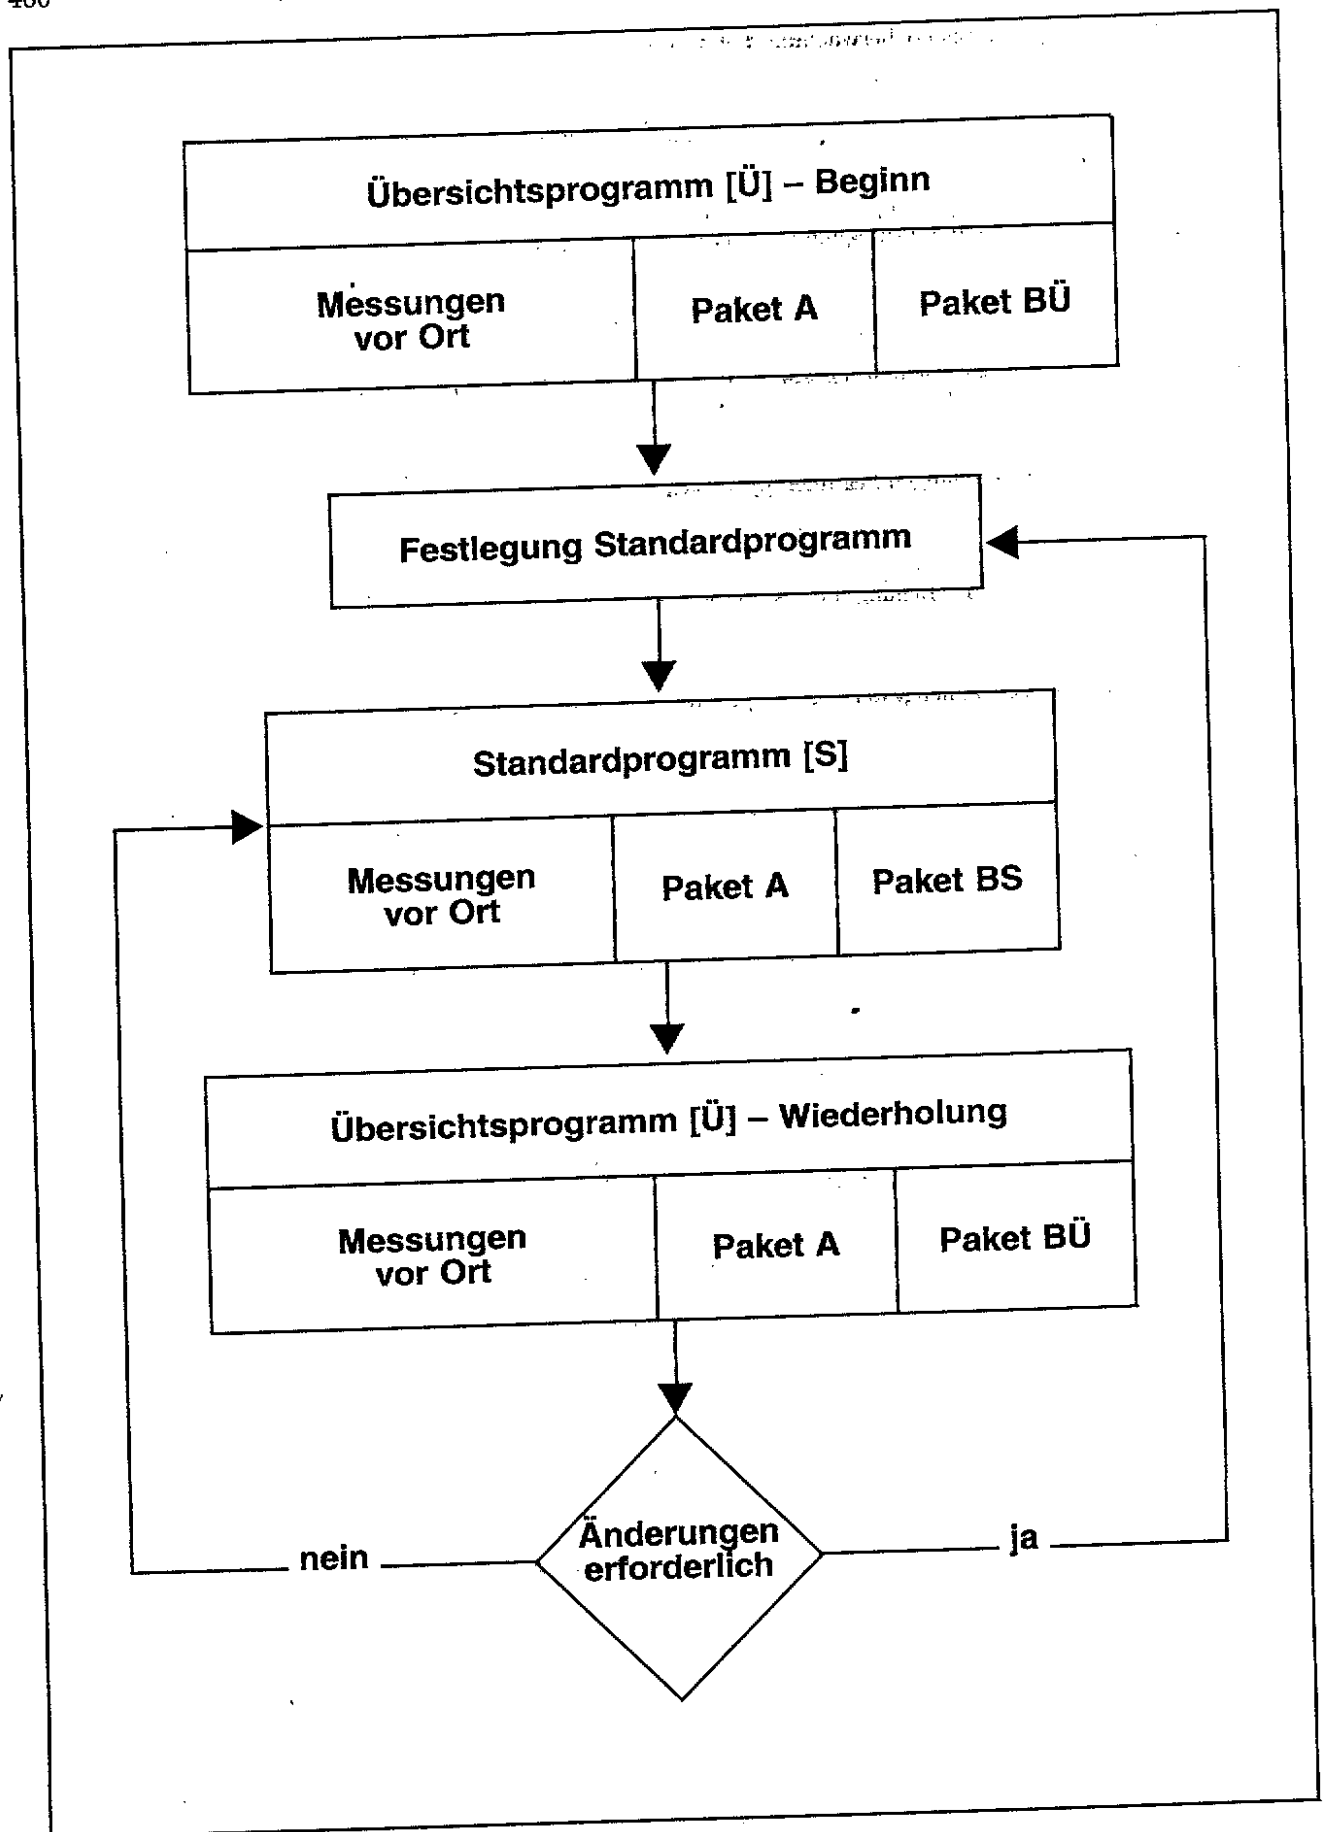 Übersichtsprogramm [Ü] – Beginn
Messungen
vor Ort
Paket A
Paket BÜ
Festlegung Standardprogramm
Standardprogramm [S]
Messungen
vor Ort
Paket A
Paket BS
Übersichtsprogramm [Ü] – Wiederholung
Messungen
vor Ort
Paket A
Paket BÜ
Änderungen
erforderlich
nein
ja